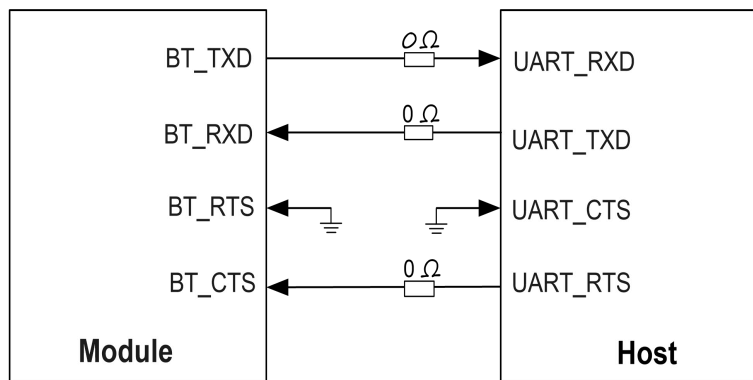 BT_TXD 0Ω UART_RXD
BT_RXD 0Ω UART_TXD
BT_RTS UART_CTS
BT_CTS 0Ω UART_RTS
Module Host